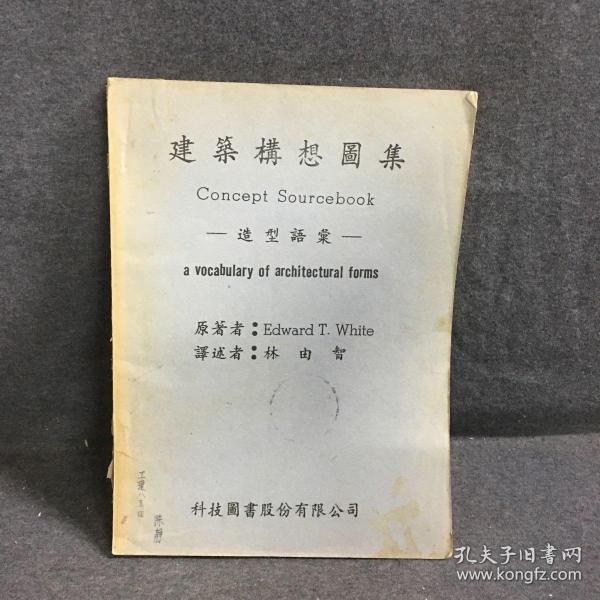 建築構想圖集
Concept Sourcebook
—造型語彙—
a vocabulary of architectural forms
原著者：Edward T. White
譯述者：林由智
科技圖書股份有限公司
孔夫子旧书网
www.kongfz.com